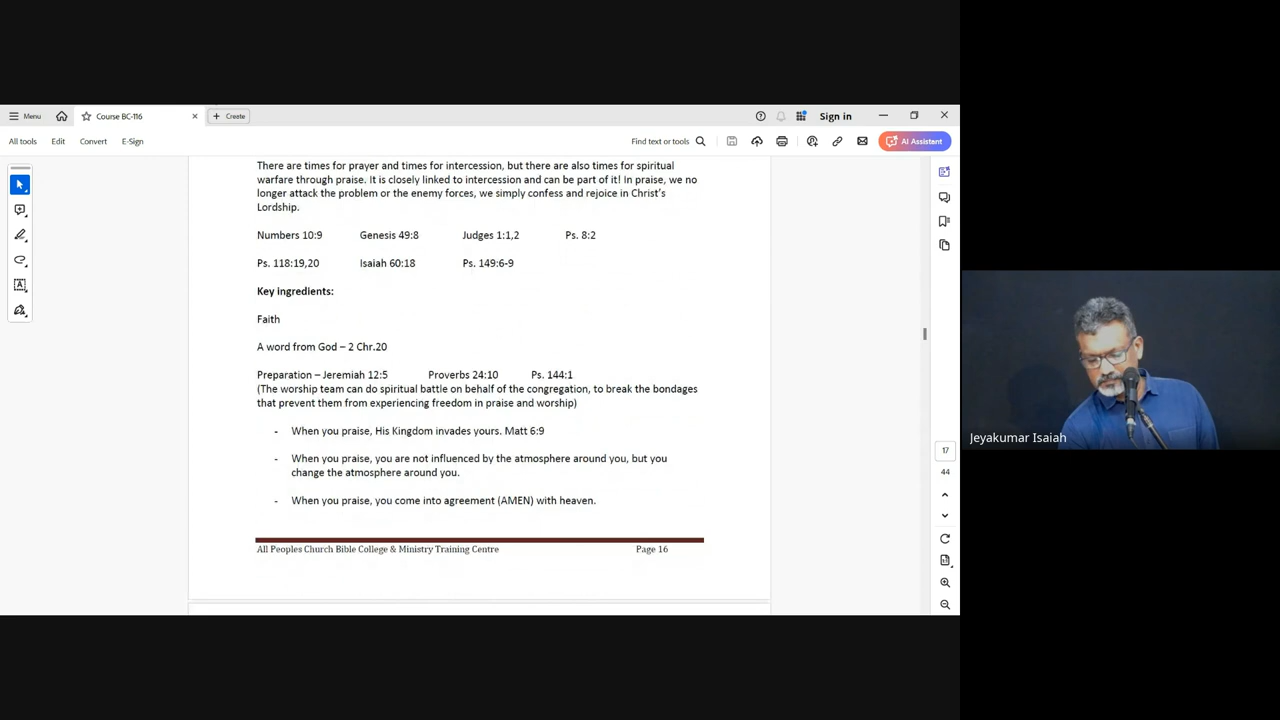 Menu
Course BC-116
Create
Sign in
All tools Edit Convert E-Sign
Find text or tools
AI Assistant
There are times for prayer and times for intercession, but there are also times for spiritual
warfare through praise. It is closely linked to intercession and can be part of it! In praise, we no
longer attack the problem or the enemy forces, we simply confess and rejoice in Christ's
Lordship.
Numbers 10:9 Genesis 49:8 Judges 1:1,2 Ps. 8:2
Ps. 118:19,20 Isaiah 60:18 Ps. 149:6-9
Key ingredients:
Faith
A word from God – 2 Chr.20
Preparation – Jeremiah 12:5 Proverbs 24:10 Ps. 144:1
(The worship team can do spiritual battle on behalf of the congregation, to break the bondages
that prevent them from experiencing freedom in praise and worship)
- When you praise, His Kingdom invades yours. Matt 6:9
- When you praise, you are not influenced by the atmosphere around you, but you
change the atmosphere around you.
- When you praise, you come into agreement (AMEN) with heaven.
All Peoples Church Bible College & Ministry Training Centre Page 16
17
44
Jeyakumar Isaiah